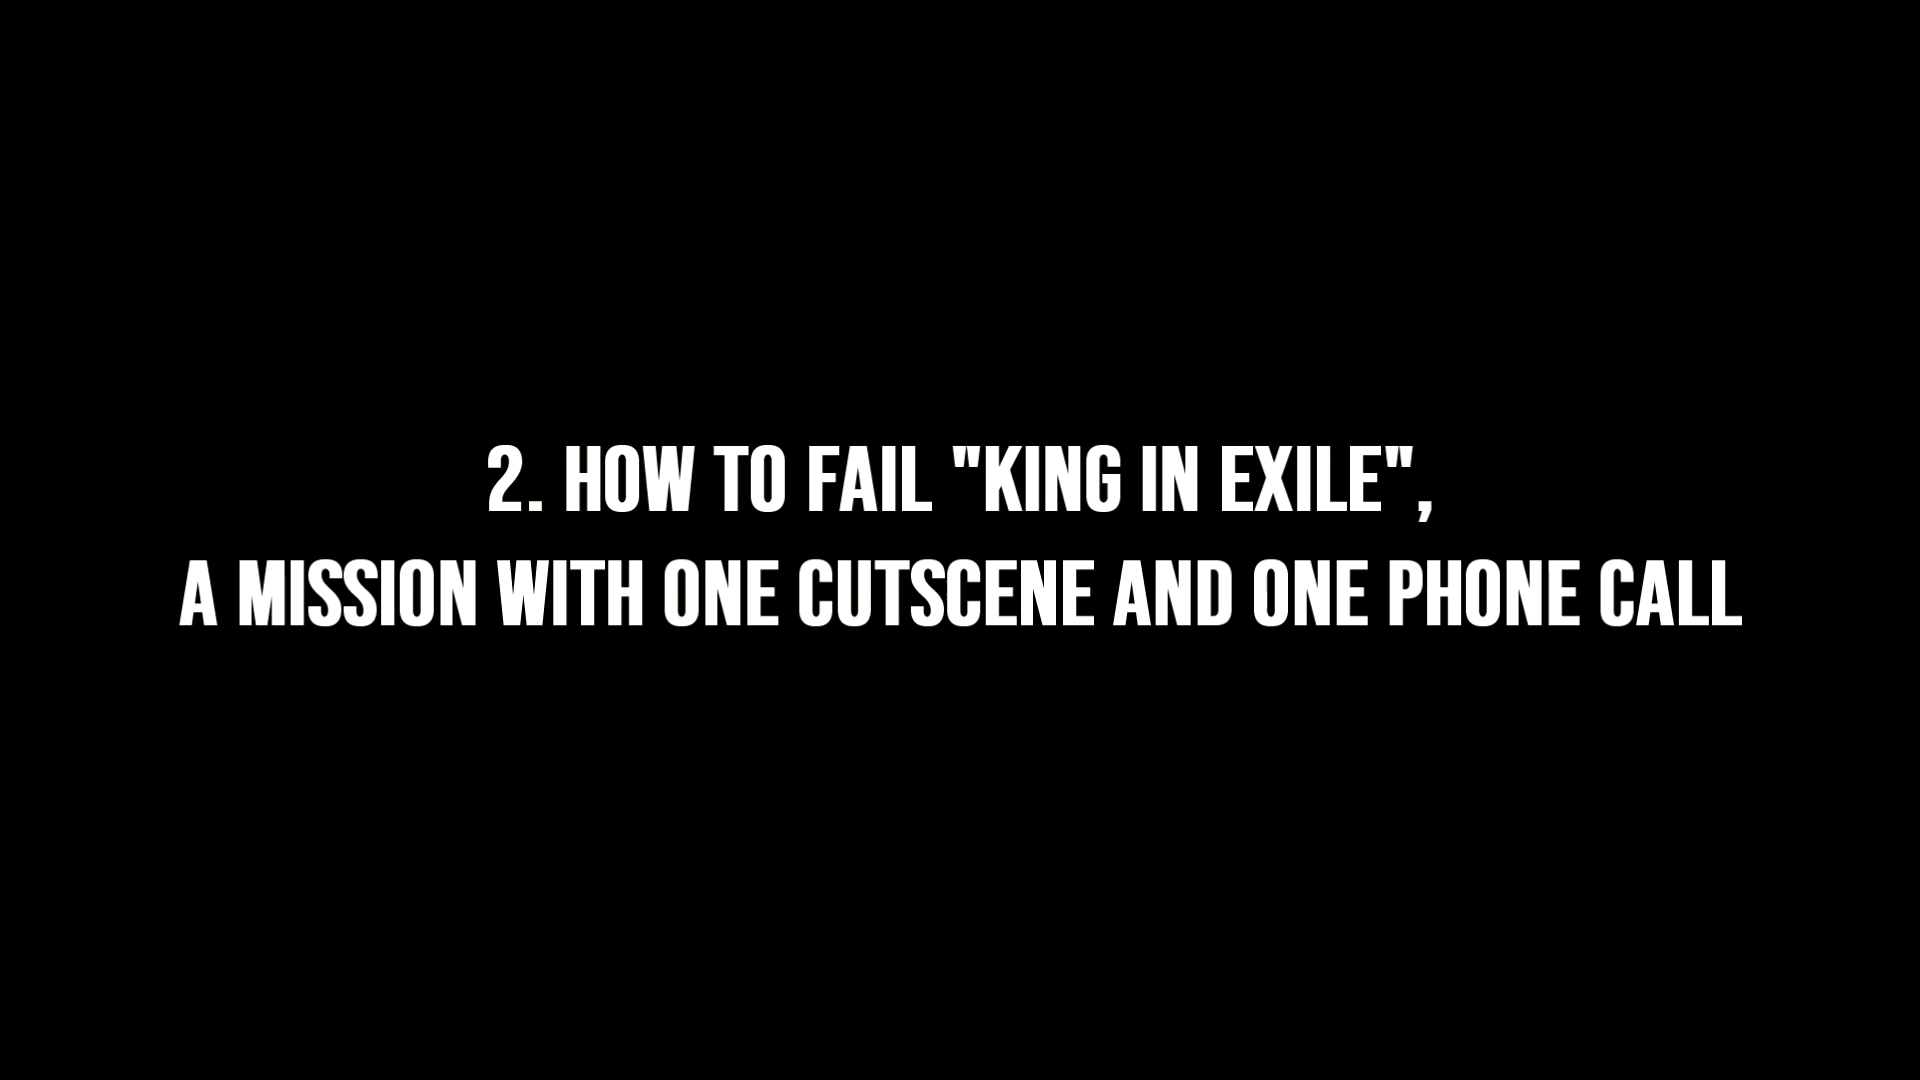 2. HOW TO FAIL "KING IN EXILE",
A MISSION WITH ONE CUTSCENE AND ONE PHONE CALL